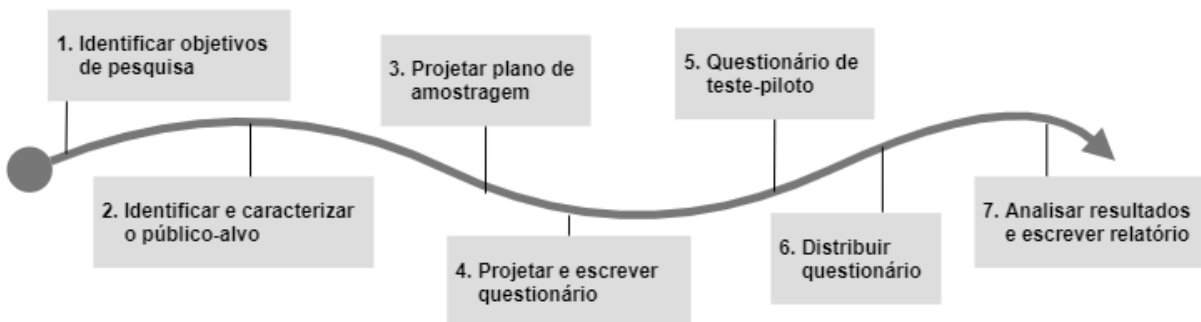 1. Identificar objetivos
de pesquisa
2. Identificar e caracterizar
o público-alvo
3. Projetar plano de
amostragem
4. Projetar e escrever
questionário
5. Questionário de
teste-piloto
6. Distribuir
questionário
7. Analisar resultados
e escrever relatório